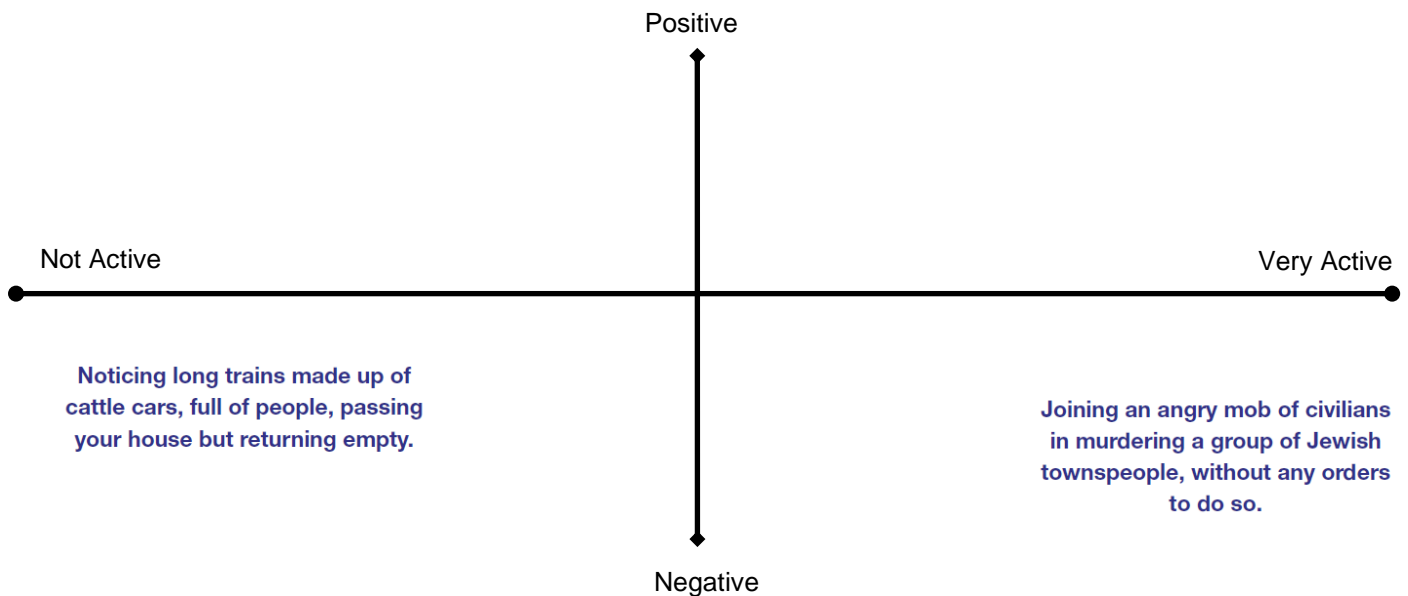 Positive
Not Active
Very Active
Noticing long trains made up of
cattle cars, full of people, passing
your house but returning empty.
Joining an angry mob of civilians
in murdering a group of Jewish
townspeople, without any orders
to do so.
Negative